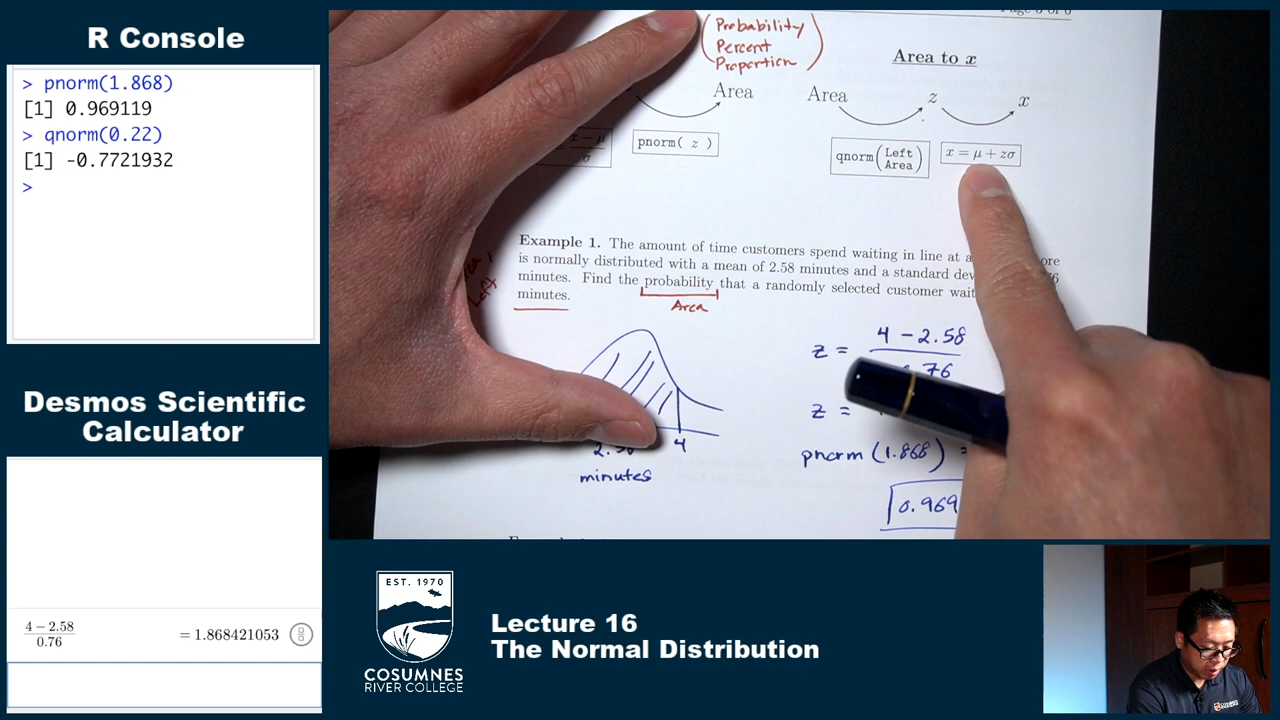 R Console
> pnorm(1.868)
[1] 0.969119
> qnorm(0.22)
[1] -0.7721932
>
Desmos Scientific
Calculator
4 − 2.58
0.76
= 1.868421053
Probability
Percent
Proportion
Area to x
Area
Area
z
x
x − μ
σ
pnorm( z )
qnorm(Left
Area)
x = μ + zσ
Example 1. The amount of time customers spend waiting in line at a
is normally distributed with a mean of 2.58 minutes and a standard
minutes. Find the probability that a randomly selected customer
minutes.
Area
z = 4 − 2.58
.76
z =
4
minutes
pnorm (1.868) =
0.969
EST. 1970
COSUMNES
RIVER COLLEGE
Lecture 16
The Normal Distribution